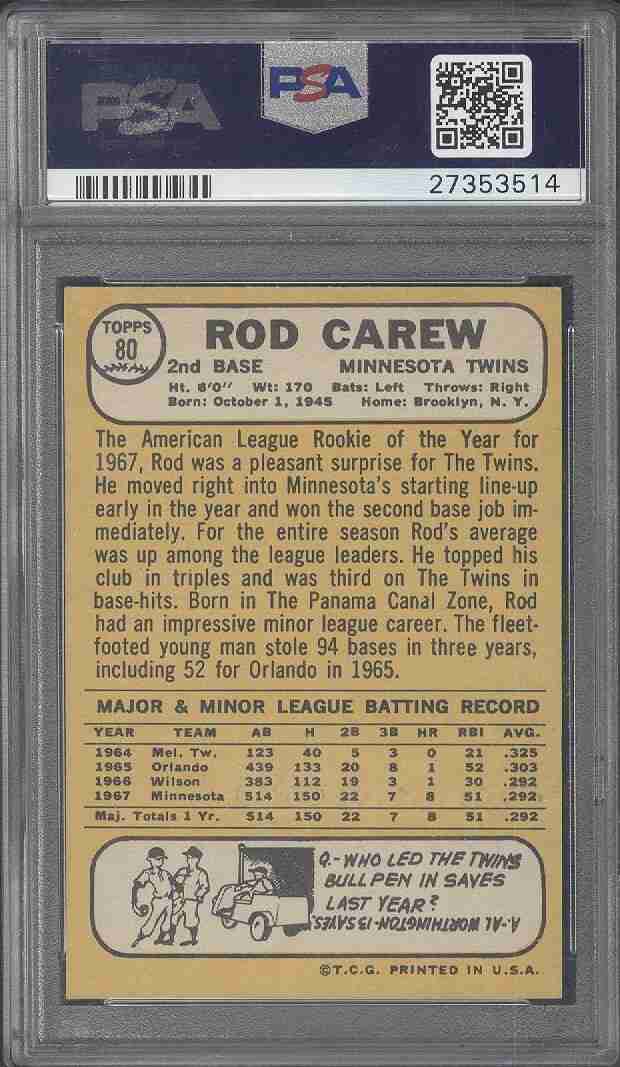 PSA
PSA
27353514
TOPPS
80
ROD CAREW
2nd BASE MINNESOTA TWINS
Ht. 6'0" Wt: 170 Bats: Left Throws: Right
Born: October 1, 1945 Home: Brooklyn, N. Y.
The American League Rookie of the Year for
1967, Rod was a pleasant surprise for The Twins.
He moved right into Minnesota's starting line-up
early in the year and won the second base job im-
mediately. For the entire season Rod's average
was up among the league leaders. He topped his
club in triples and was third on The Twins in
base-hits. Born in The Panama Canal Zone, Rod
had an impressive minor league career. The fleet-
footed young man stole 94 bases in three years,
including 52 for Orlando in 1965.
MAJOR & MINOR LEAGUE BATTING RECORD
YEAR TEAM AB H 2B 3B HR RBI AVG.
1964 Mel. Tw. 123 40 5 3 0 21 .325
1965 Orlando 439 133 20 8 1 52 .303
1966 Wilson 383 112 19 3 1 30 .292
1967 Minnesota 514 150 22 7 8 51 .292
Maj. Totals 1 Yr. 514 150 22 7 8 51 .292
Q.- WHO LED THE TWINS
BULLPEN IN SAVES
LAST YEAR?
A.-AL WORTHINGTON-13 SAVES.
©T.C.G. PRINTED IN U.S.A.